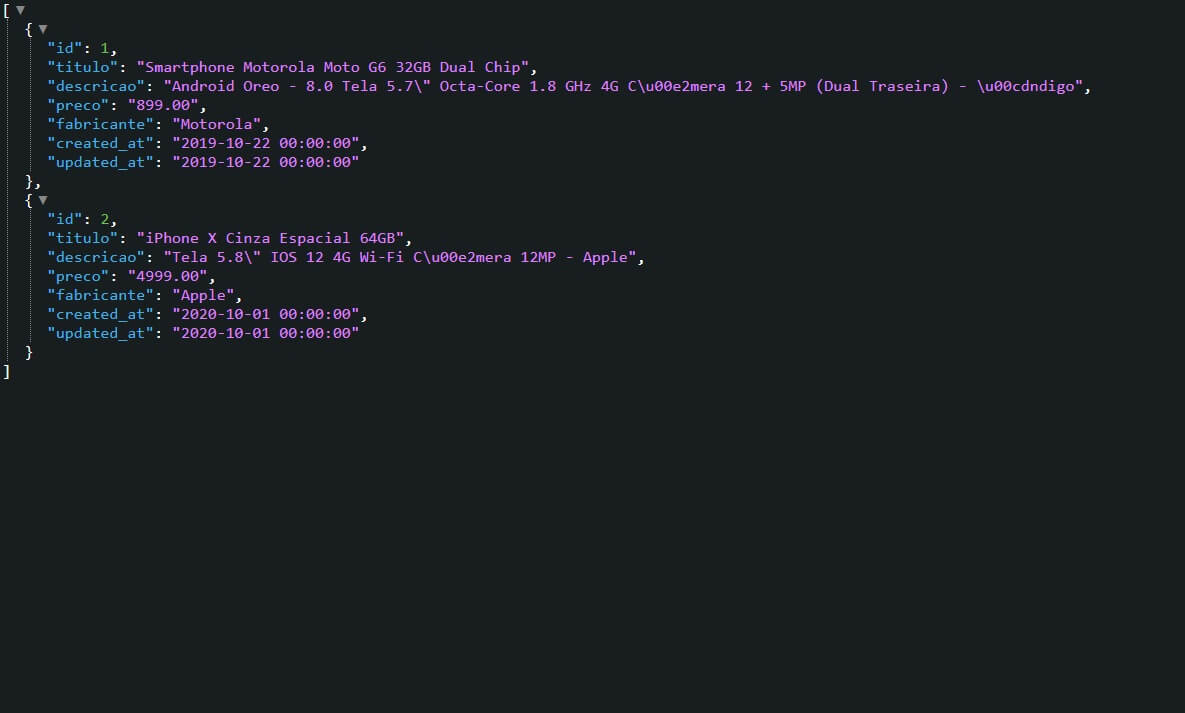 [
{
"id": 1,
"titulo": "Smartphone Motorola Moto G6 32GB Dual Chip",
"descricao": "Android Oreo - 8.0 Tela 5.7\" Octa-Core 1.8 GHz 4G C\u00e2mera 12 + 5MP (Dual Traseira) - \u00cdndigo",
"preco": "899.00",
"fabricante": "Motorola",
"created_at": "2019-10-22 00:00:00",
"updated_at": "2019-10-22 00:00:00"
},
{
"id": 2,
"titulo": "iPhone X Cinza Espacial 64GB",
"descricao": "Tela 5.8\" IOS 12 4G Wi-Fi C\u00e2mera 12MP - Apple",
"preco": "4999.00",
"fabricante": "Apple",
"created_at": "2020-10-01 00:00:00",
"updated_at": "2020-10-01 00:00:00"
}
]